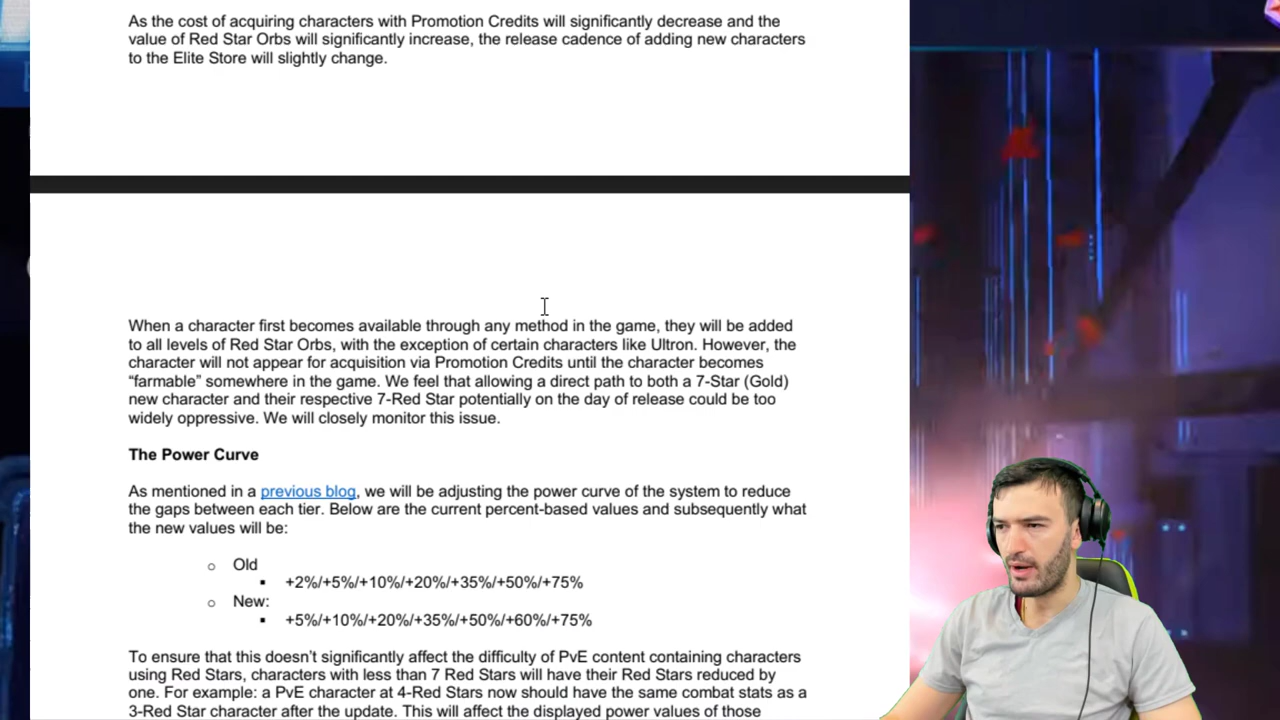 As the cost of acquiring characters with Promotion Credits will significantly decrease and the
value of Red Star Orbs will significantly increase, the release cadence of adding new characters
to the Elite Store will slightly change.
When a character first becomes available through any method in the game, they will be added
to all levels of Red Star Orbs, with the exception of certain characters like Ultron. However, the
character will not appear for acquisition via Promotion Credits until the character becomes
“farmable” somewhere in the game. We feel that allowing a direct path to both a 7-Star (Gold)
new character and their respective 7-Red Star potentially on the day of release could be too
widely oppressive. We will closely monitor this issue.
The Power Curve
As mentioned in a previous blog, we will be adjusting the power curve of the system to reduce
the gaps between each tier. Below are the current percent-based values and subsequently what
the new values will be:
Old
+2%/+5%/+10%/+20%/+35%/+50%/+75%
New:
+5%/+10%/+20%/+35%/+50%/+60%/+75%
To ensure that this doesn’t significantly affect the difficulty of PvE content containing characters
using Red Stars, characters with less than 7 Red Stars will have their Red Stars reduced by
one. For example: a PvE character at 4-Red Stars now should have the same combat stats as a
3-Red Star character after the update. This will affect the displayed power values of those